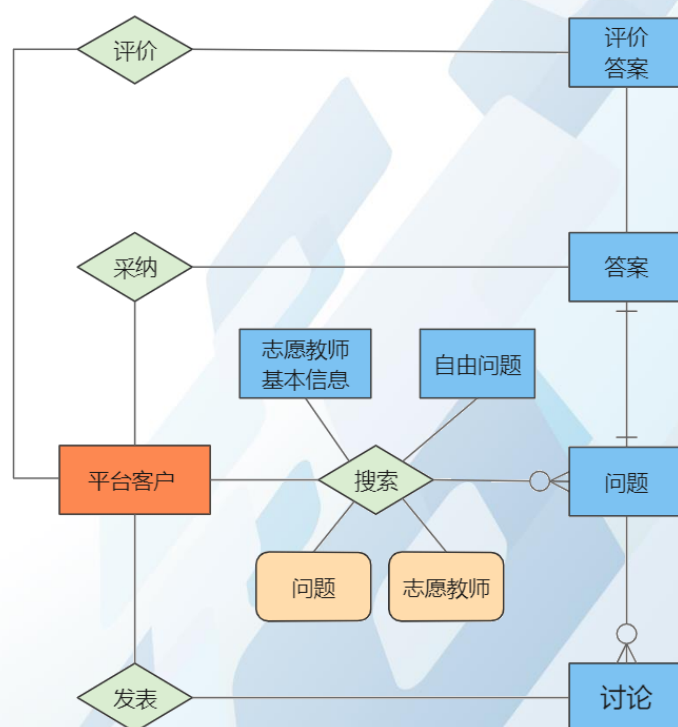 评价
评价
答案
采纳
答案
志愿教师
基本信息
自由问题
平台客户
搜索
问题
问题
志愿教师
发表
讨论